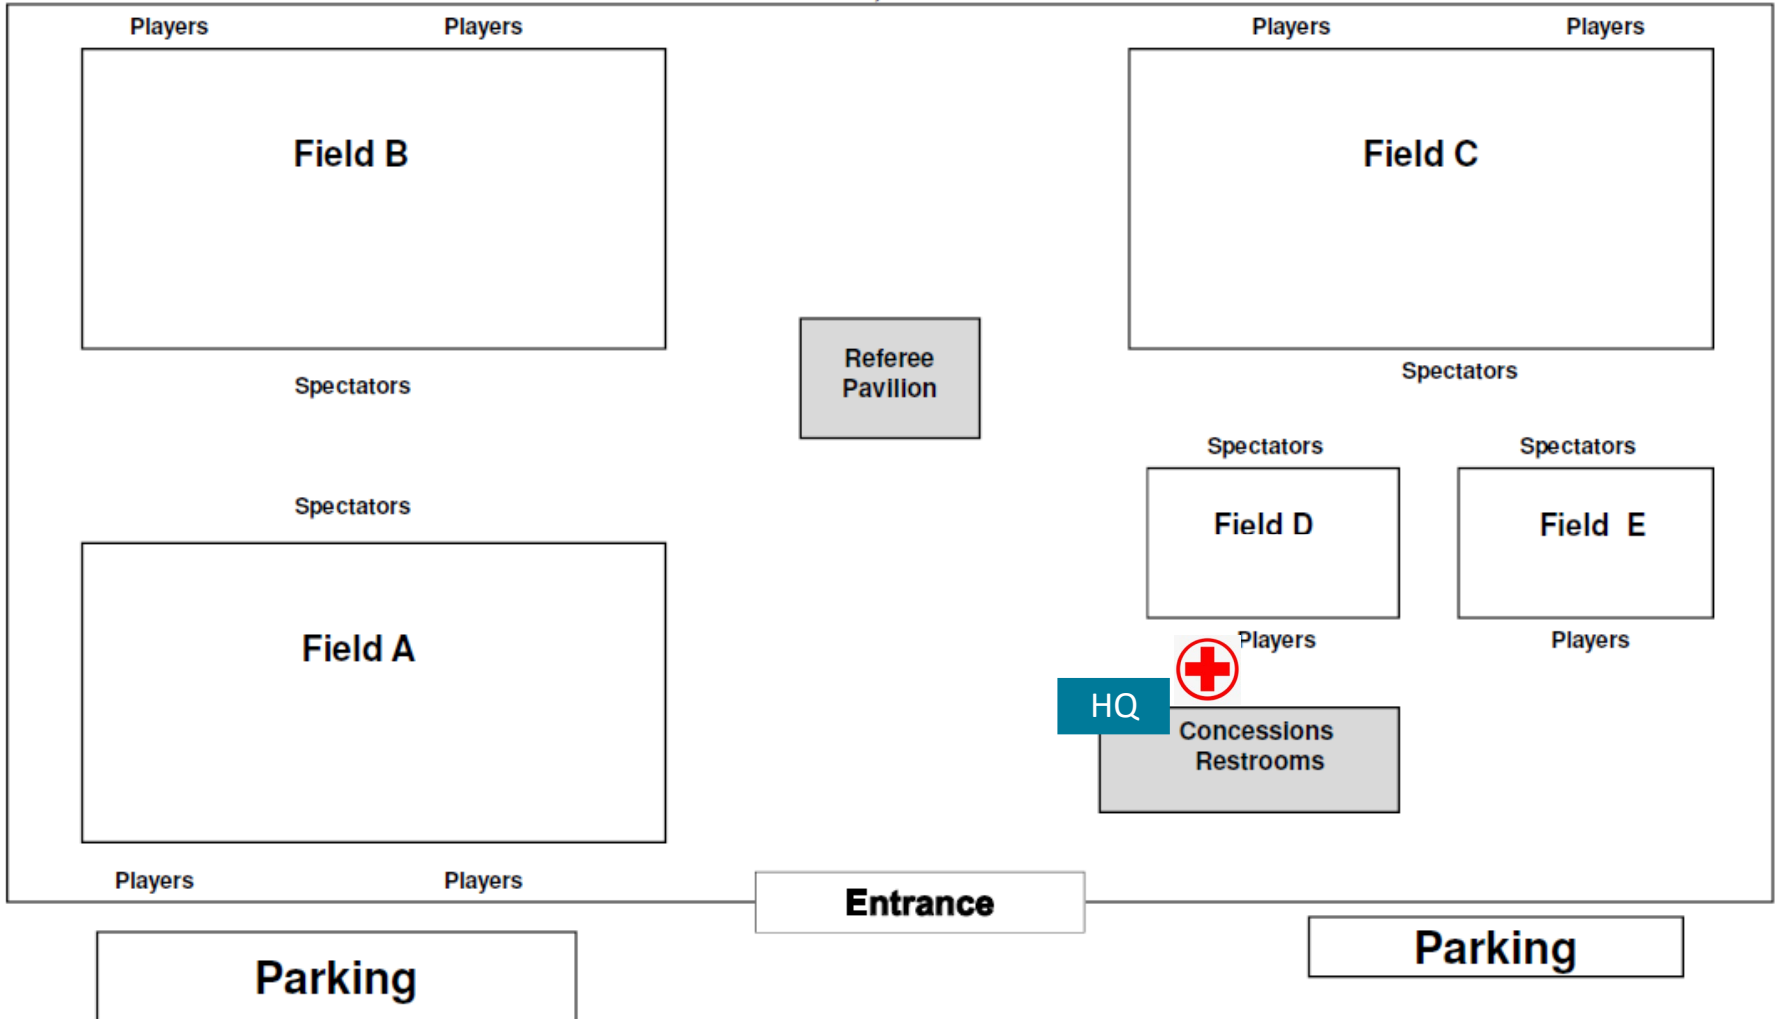 Players Players Players Players
Field B Field C
Referee
Pavilion
Spectators Spectators
Spectators Spectators
Spectators
Field D Field E
Field A
Players Players
HQ
Concessions
Restrooms
Players Players
Entrance
Parking Parking